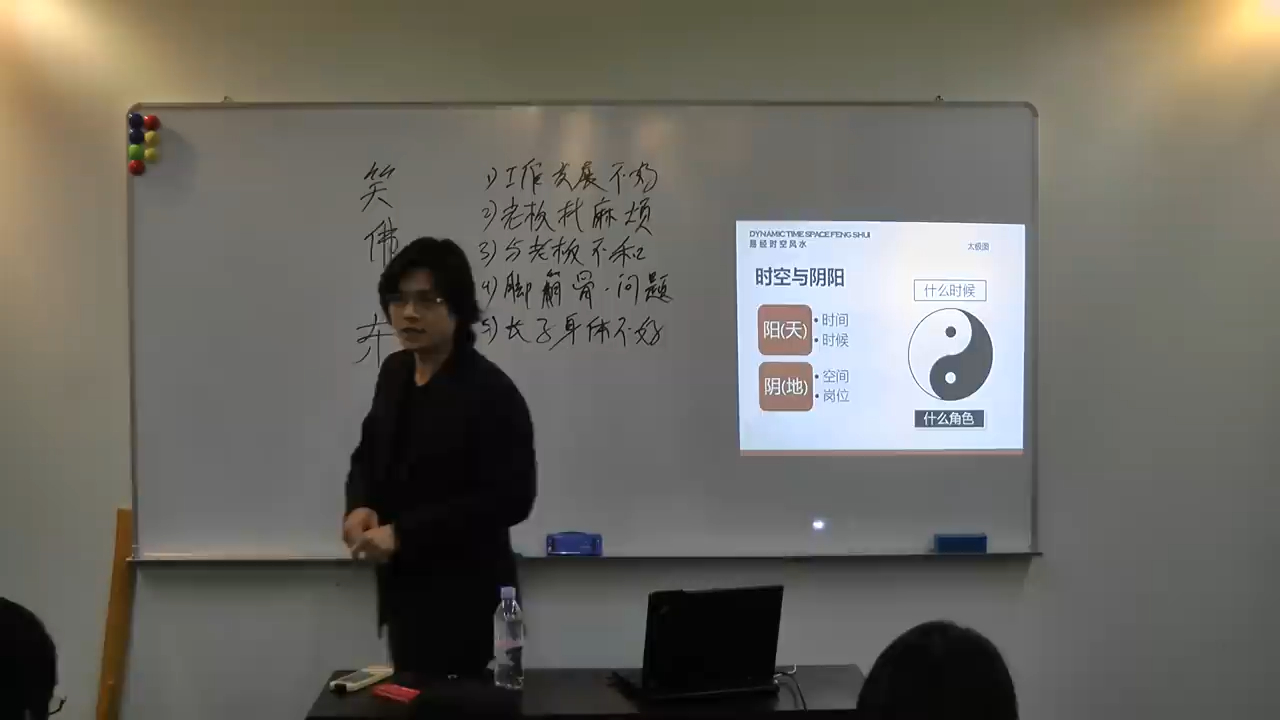 笑
佛
东
1) 工作发展不好
2) 老板找麻烦
3) 与老板不和
4) 脚 骨·问题
5) 长子身体不好
DYNAMIC TIME SPACE FENG SHUI
易经时空风水
太极图
时空与阴阳
阳(天)
• 时间
• 时候
阴(地)
• 空间
• 岗位
什么时候
什么角色